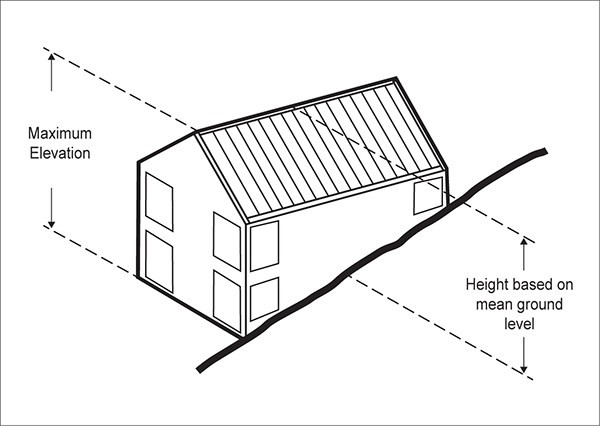 Maximum
Elevation
Height based on
mean ground
level